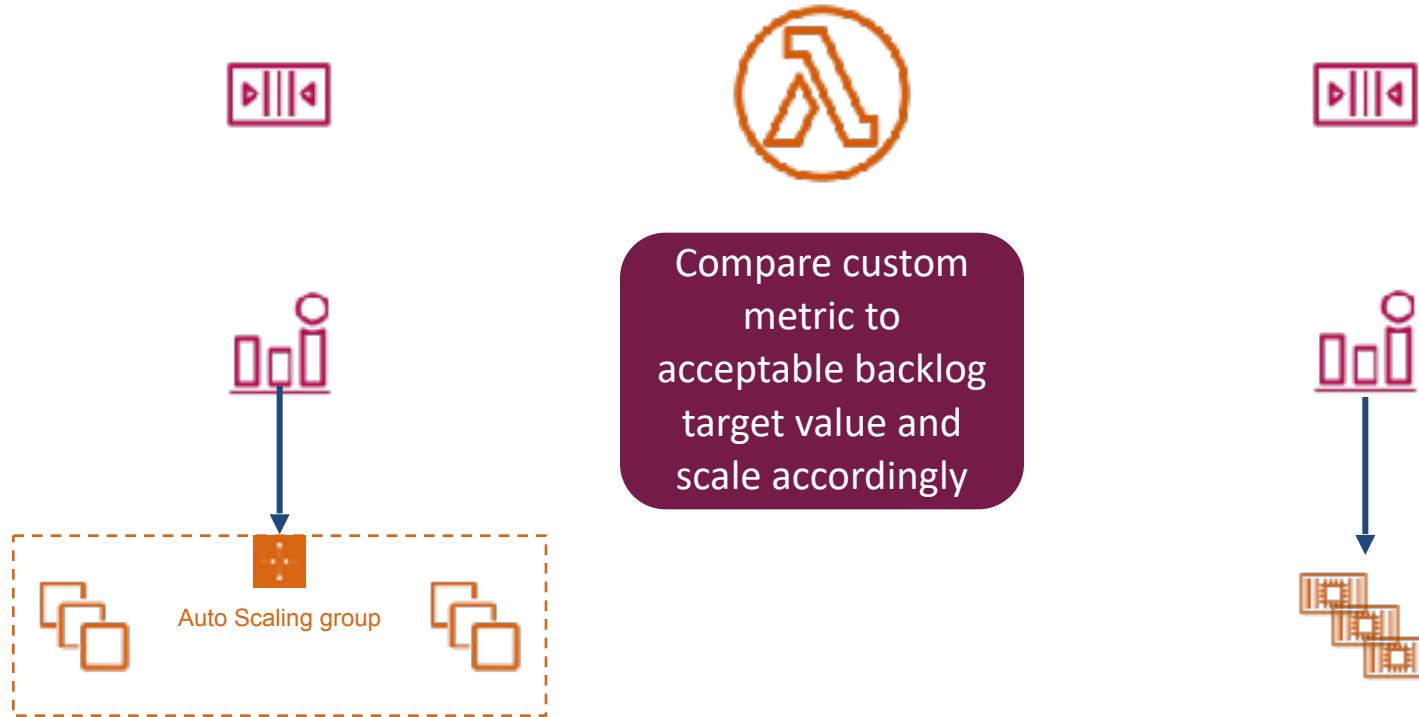 Compare custom
metric to
acceptable backlog
target value and
scale accordingly
Auto Scaling group